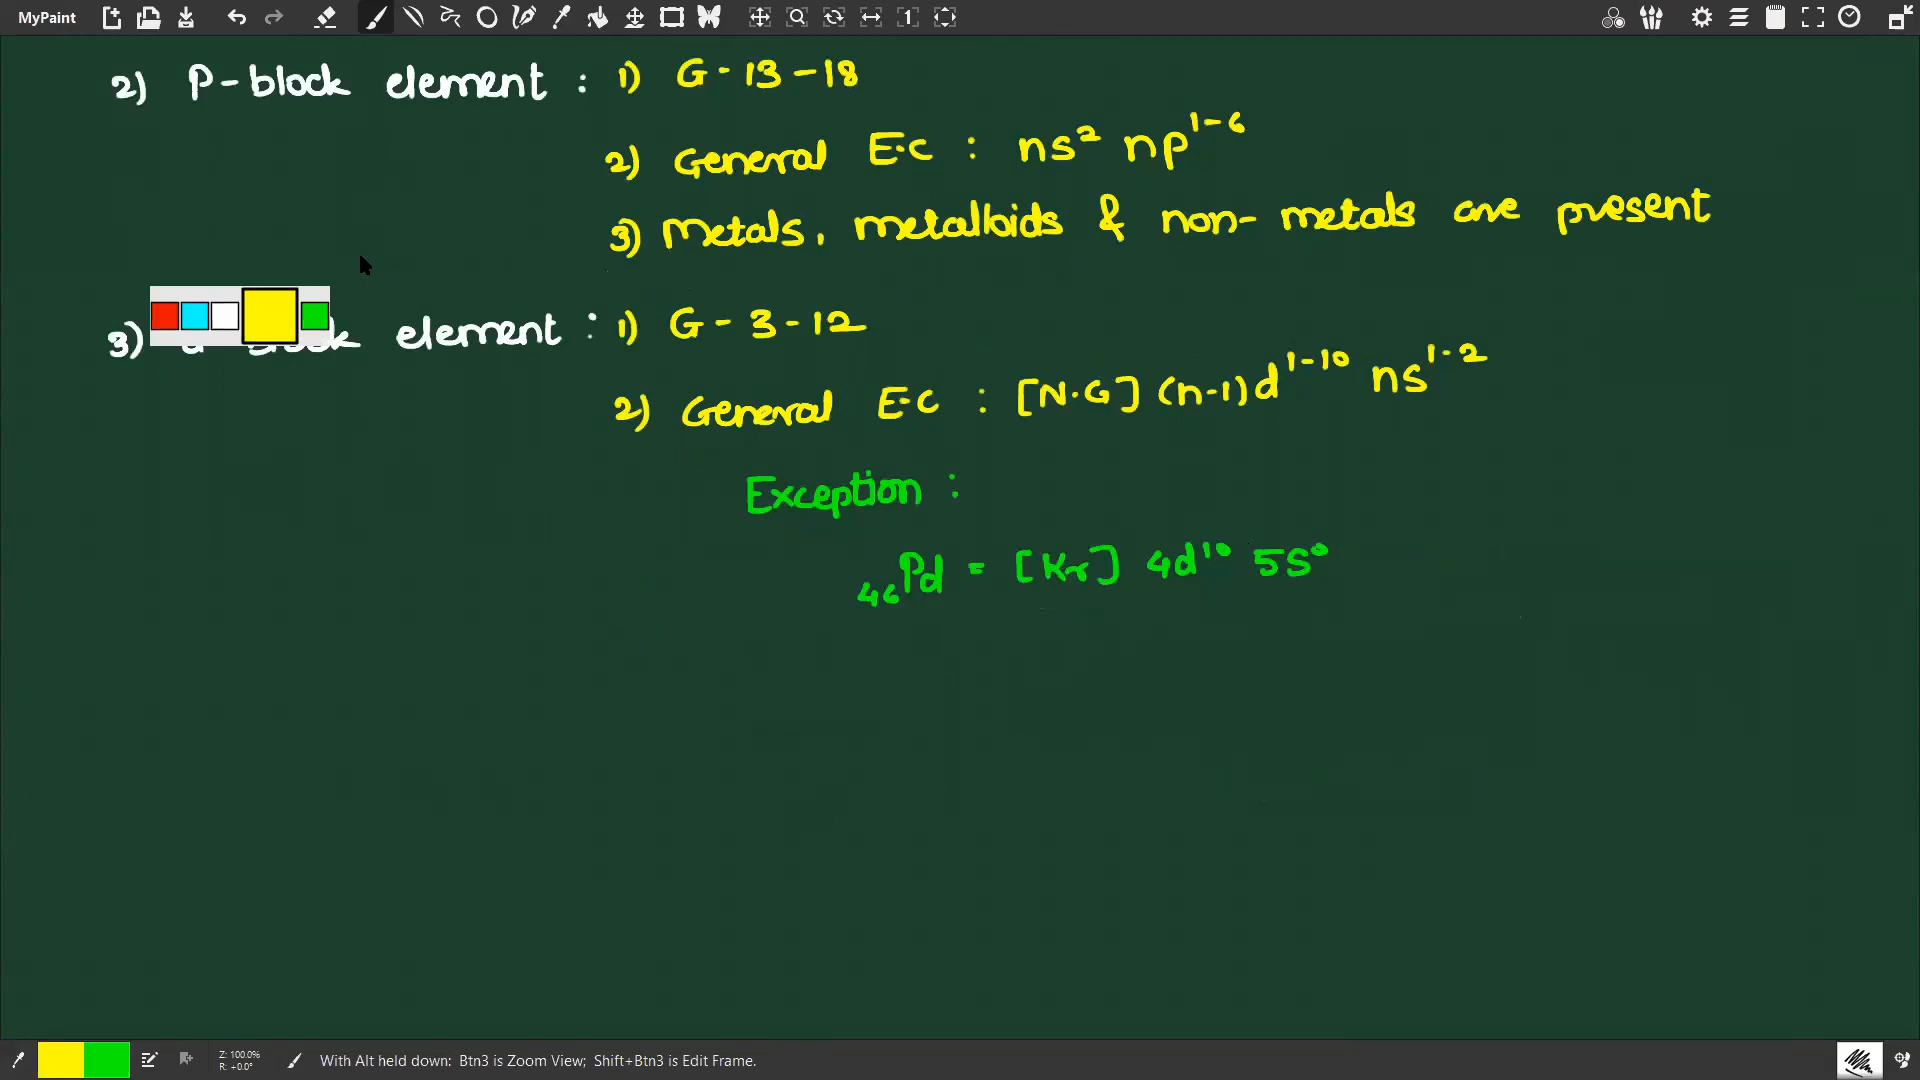 MyPaint
2) P-block element : 1) G-13-18
2) General E.C : ns² np¹⁻⁶
3) Metals, metalloids & non-metals are present
3) block element : 1) G-3-12
2) General E.C : [N.G] (n-1)d¹⁻¹⁰ ns¹⁻²
Exception :
₄₆Pd = [Kr] 4d¹⁰ 5s⁰
Z: 100.0%
R: +0.0°
With Alt held down: Btn3 is Zoom View; Shift+Btn3 is Edit Frame.